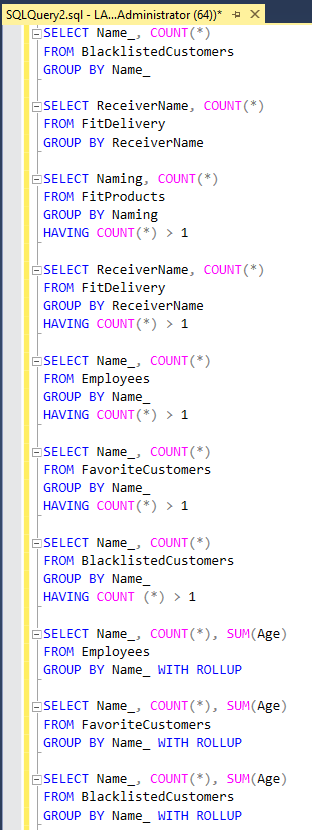 SQLQuery2.sql - LA...Administrator (64))*
SELECT Name_, COUNT(*)
FROM BlacklistedCustomers
GROUP BY Name_
SELECT ReceiverName, COUNT(*)
FROM FitDelivery
GROUP BY ReceiverName
SELECT Naming, COUNT(*)
FROM FitProducts
GROUP BY Naming
HAVING COUNT(*) > 1
SELECT ReceiverName, COUNT(*)
FROM FitDelivery
GROUP BY ReceiverName
HAVING COUNT(*) > 1
SELECT Name_, COUNT(*)
FROM Employees
GROUP BY Name_
HAVING COUNT(*) > 1
SELECT Name_, COUNT(*)
FROM FavoriteCustomers
GROUP BY Name_
HAVING COUNT(*) > 1
SELECT Name_, COUNT(*)
FROM BlacklistedCustomers
GROUP BY Name_
HAVING COUNT (*) > 1
SELECT Name_, COUNT(*), SUM(Age)
FROM Employees
GROUP BY Name_ WITH ROLLUP
SELECT Name_, COUNT(*), SUM(Age)
FROM FavoriteCustomers
GROUP BY Name_ WITH ROLLUP
SELECT Name_, COUNT(*), SUM(Age)
FROM BlacklistedCustomers
GROUP BY Name_ WITH ROLLUP